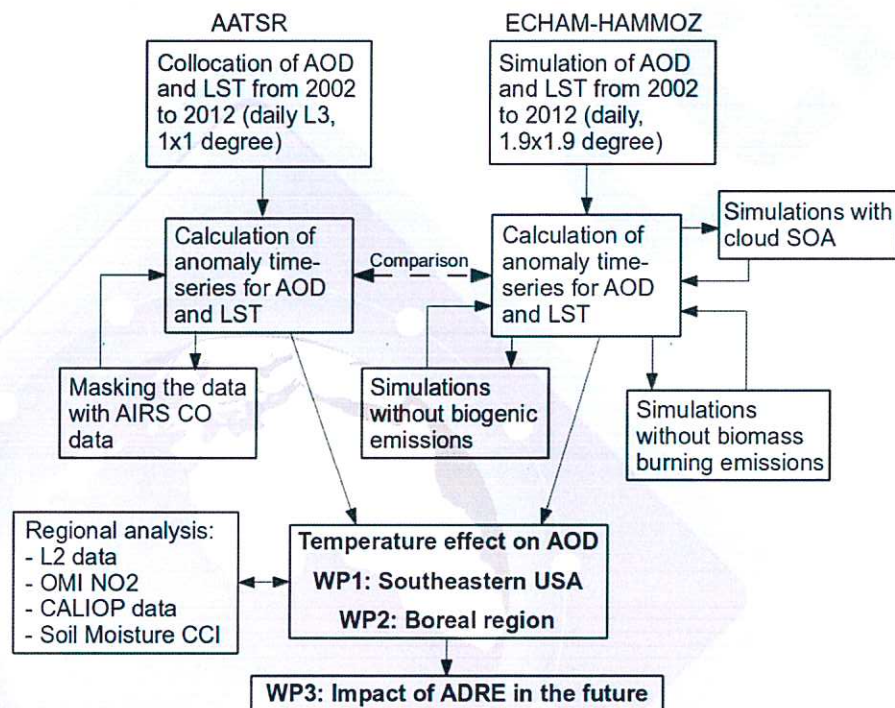 AATSR
ECHAM-HAMMOZ
Collocation of AOD
and LST from 2002
to 2012 (daily L3,
1x1 degree)
Simulation of AOD
and LST from 2002
to 2012 (daily,
1.9x1.9 degree)
Simulations with
cloud SOA
Calculation of
anomaly time-
series for AOD
and LST
Comparison
Calculation of
anomaly time-
series for AOD
and LST
Masking the data
with AIRS CO
data
Simulations
without biogenic
emissions
Simulations
without biomass
burning emissions
Regional analysis:
- L2 data
- OMI NO2
- CALIOP data
- Soil Moisture CCI
Temperature effect on AOD
WP1: Southeastern USA
WP2: Boreal region
WP3: Impact of ADRE in the future